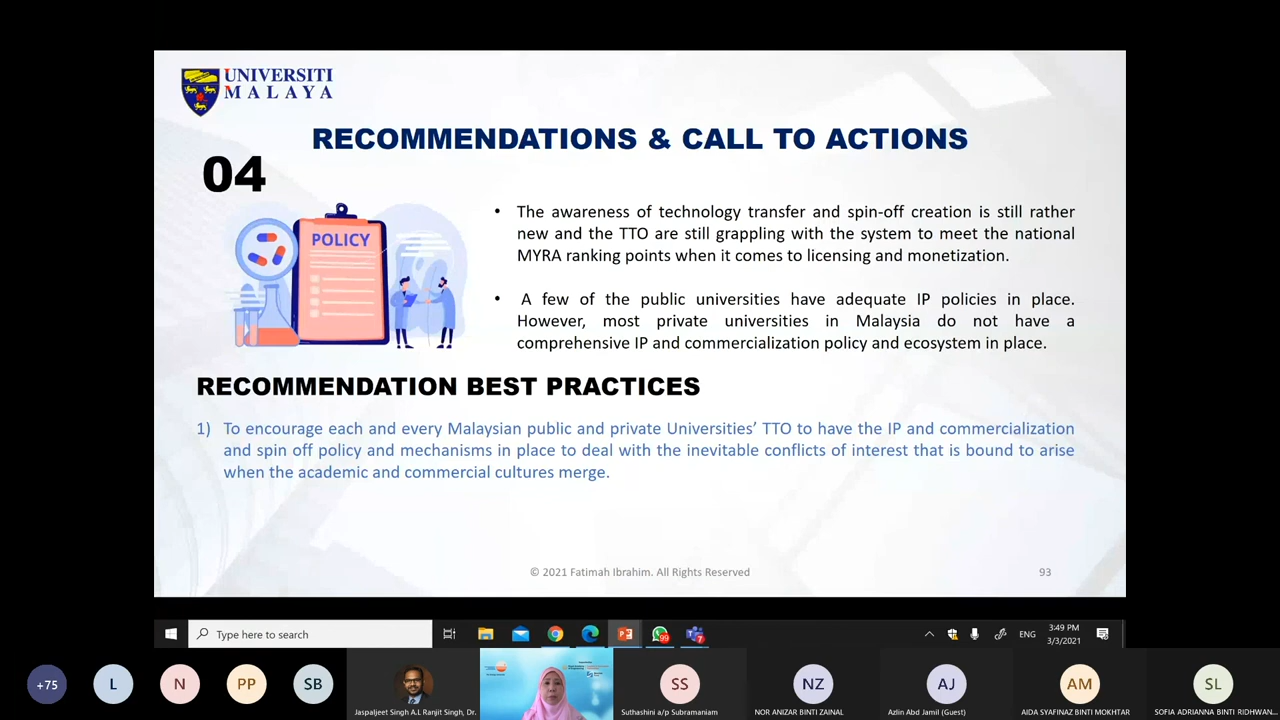 UNIVERSITI
MALAYA
RECOMMENDATIONS & CALL TO ACTIONS
04
POLICY
• The awareness of technology transfer and spin-off creation is still rather
new and the TTO are still grappling with the system to meet the national
MYRA ranking points when it comes to licensing and monetization.
• A few of the public universities have adequate IP policies in place.
However, most private universities in Malaysia do not have a
comprehensive IP and commercialization policy and ecosystem in place.
RECOMMENDATION BEST PRACTICES
1) To encourage each and every Malaysian public and private Universities’ TTO to have the IP and commercialization
and spin off policy and mechanisms in place to deal with the inevitable conflicts of interest that is bound to arise
when the academic and commercial cultures merge.
© 2021 Fatimah Ibrahim. All Rights Reserved
93
Type here to search
99
7
ENG
3:49 PM
3/3/2021
+75
L
N
PP
SB
SS
NZ
AJ
AM
SL
Jaspaljeet Singh A.L Ranjit Singh, Dr.
Suthashini a/p Subramaniam
NOR ANIZAR BINTI ZAINAL
Azlin Abd Jamil (Guest)
AIDA SYAFINAZ BINTI MOKHTAR
SOFIA ADRIANNA BINTI RIDHWAN...